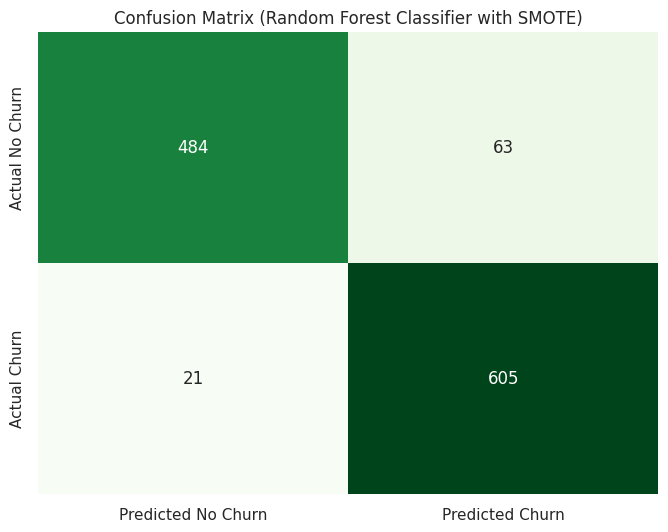 Confusion Matrix (Random Forest Classifier with SMOTE)
Actual No Churn
484
63
Actual Churn
21
605
Predicted No Churn
Predicted Churn